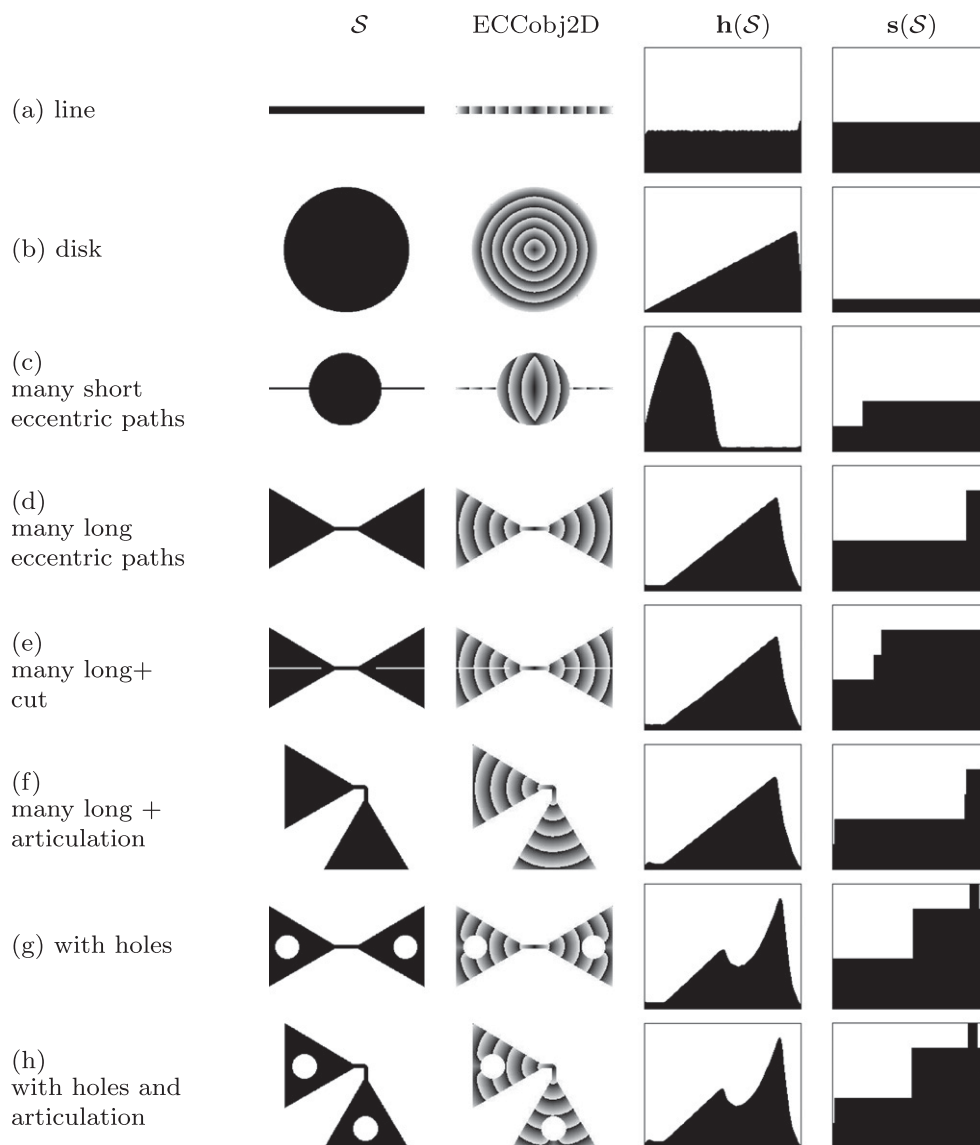 𝒮 ECCobj2D h(𝒮) s(𝒮)
(a) line
(b) disk
(c)
many short
eccentric paths
(d)
many long
eccentric paths
(e)
many long+
cut
(f)
many long +
articulation
(g) with holes
(h)
with holes and
articulation